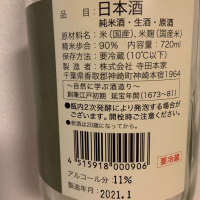 品目：日本酒
純米酒・生酒・原酒
原材料名：米（国産）、米麹（国産米）
精米歩合：90%　内容量：720ml
保存方法：要冷蔵（10℃以下）
製造者：株式会社 寺田本家
千葉県香取郡神崎町神崎本宿1964
～自然に学ぶ酒造り～
創業江戸初期 延宝年間（1673～81）
●瓶内2次発酵により発泡する場合が
ございます。開栓時ご注意ください。
●飲酒は20歳になってから。
4 515918 000906
要冷蔵
アルコール分：11%
製造年月：2021.1